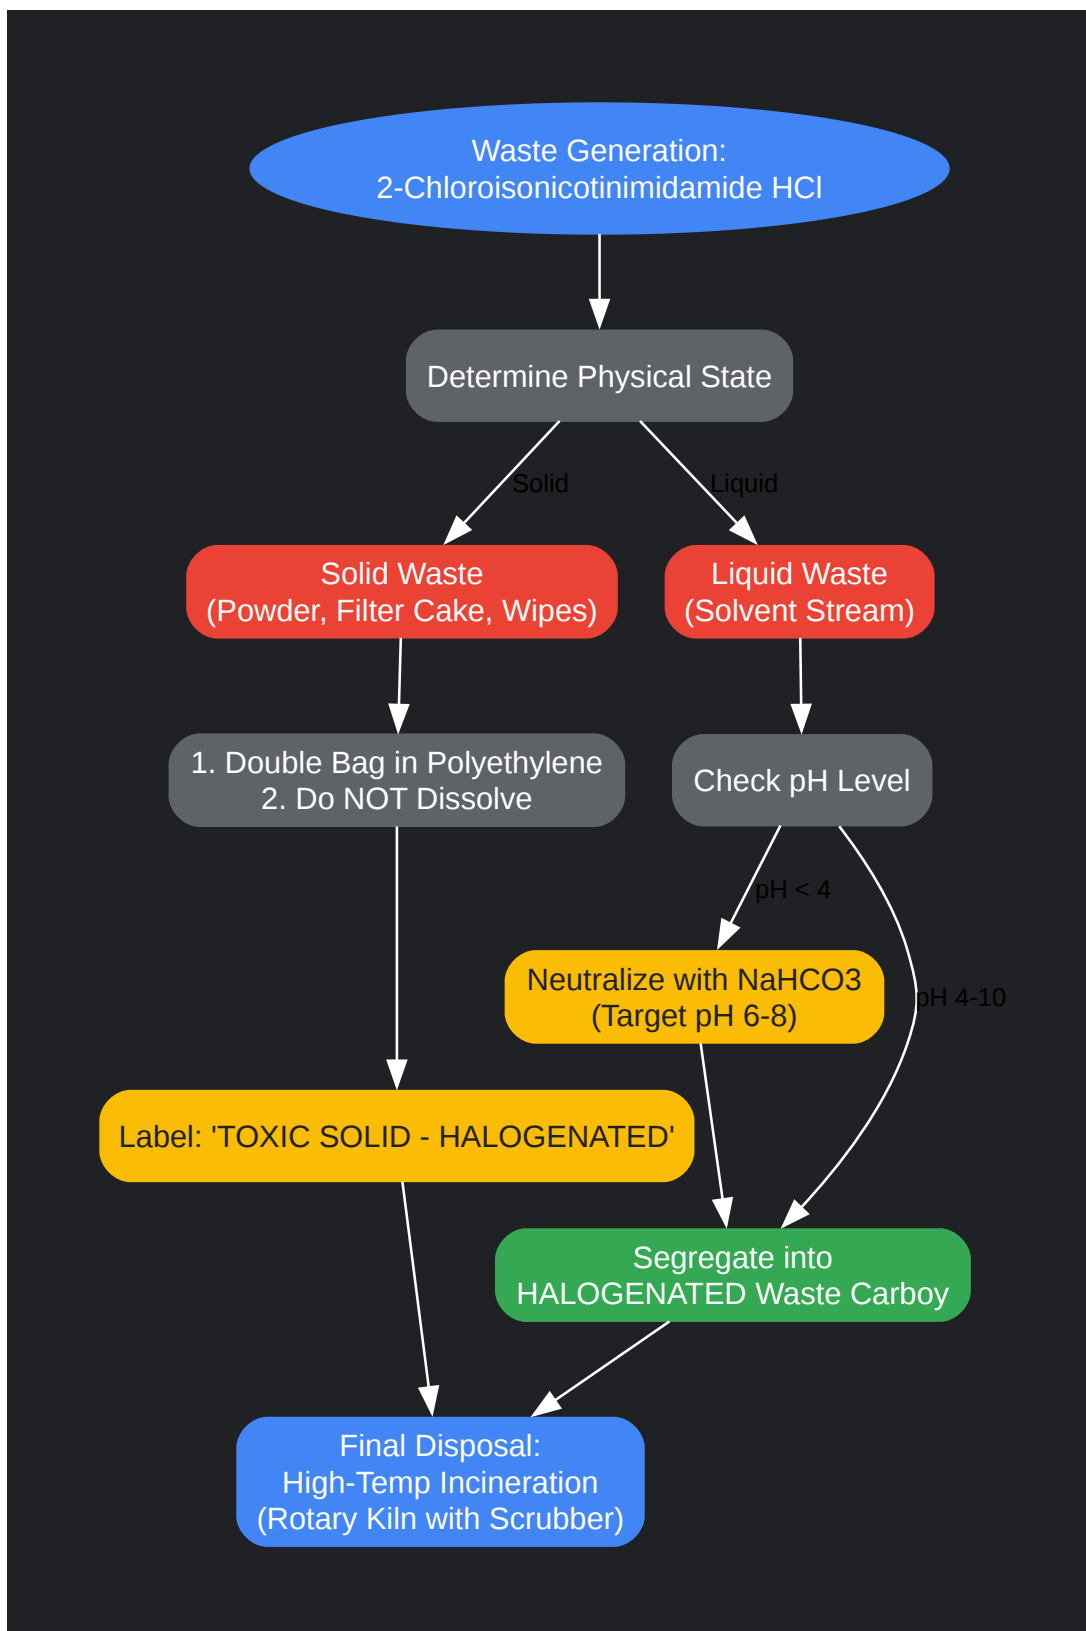 Waste Generation:
2-Chloroisonicotinimidamide HCl
Determine Physical State
Solid
Liquid
Solid Waste
(Powder, Filter Cake, Wipes)
Liquid Waste
(Solvent Stream)
1. Double Bag in Polyethylene
2. Do NOT Dissolve
Check pH Level
pH < 4
Neutralize with NaHCO3
(Target pH 6-8)
pH 4-10
Label: 'TOXIC SOLID - HALOGENATED'
Segregate into
HALOGENATED Waste Carboy
Final Disposal:
High-Temp Incineration
(Rotary Kiln with Scrubber)